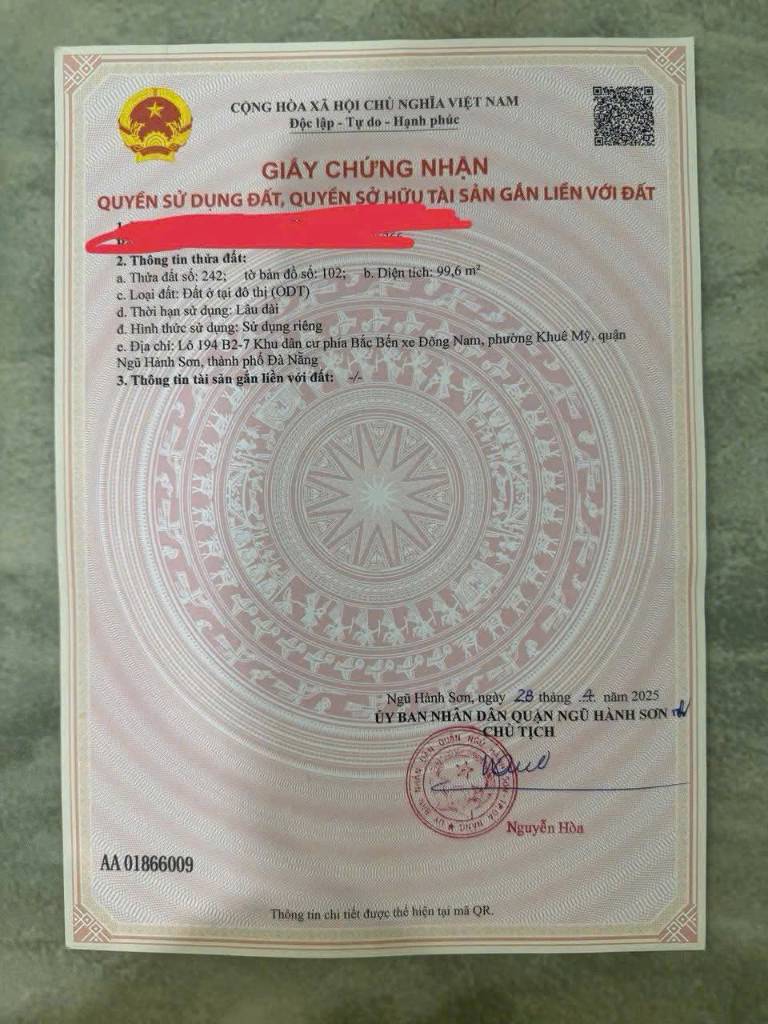 CỘNG HÒA XÃ HỘI CHỦ NGHĨA VIỆT NAM
Độc lập - Tự do - Hạnh phúc
GIẤY CHỨNG NHẬN
QUYỀN SỬ DỤNG ĐẤT, QUYỀN SỞ HỮU TÀI SẢN GẮN LIỀN VỚI ĐẤT
2. Thông tin thửa đất:
a. Thửa đất số: 242; tờ bản đồ số: 102; b. Diện tích: 99,6 m²
c. Loại đất: Đất ở tại đô thị (ODT)
d. Thời hạn sử dụng: Lâu dài
đ. Hình thức sử dụng: Sử dụng riêng
e. Địa chỉ: Lô 194 B2-7 Khu dân cư phía Bắc Bến xe Đông Nam, phường Khuê Mỹ, quận
Ngũ Hành Sơn, thành phố Đà Nẵng
3. Thông tin tài sản gắn liền với đất: -/-
Ngũ Hành Sơn, ngày 28 tháng 4 năm 2025
ỦY BAN NHÂN DÂN QUẬN NGŨ HÀNH SƠN
CHỦ TỊCH
Nguyễn Hòa
AA 01866009
Thông tin chi tiết được thể hiện tại mã QR.